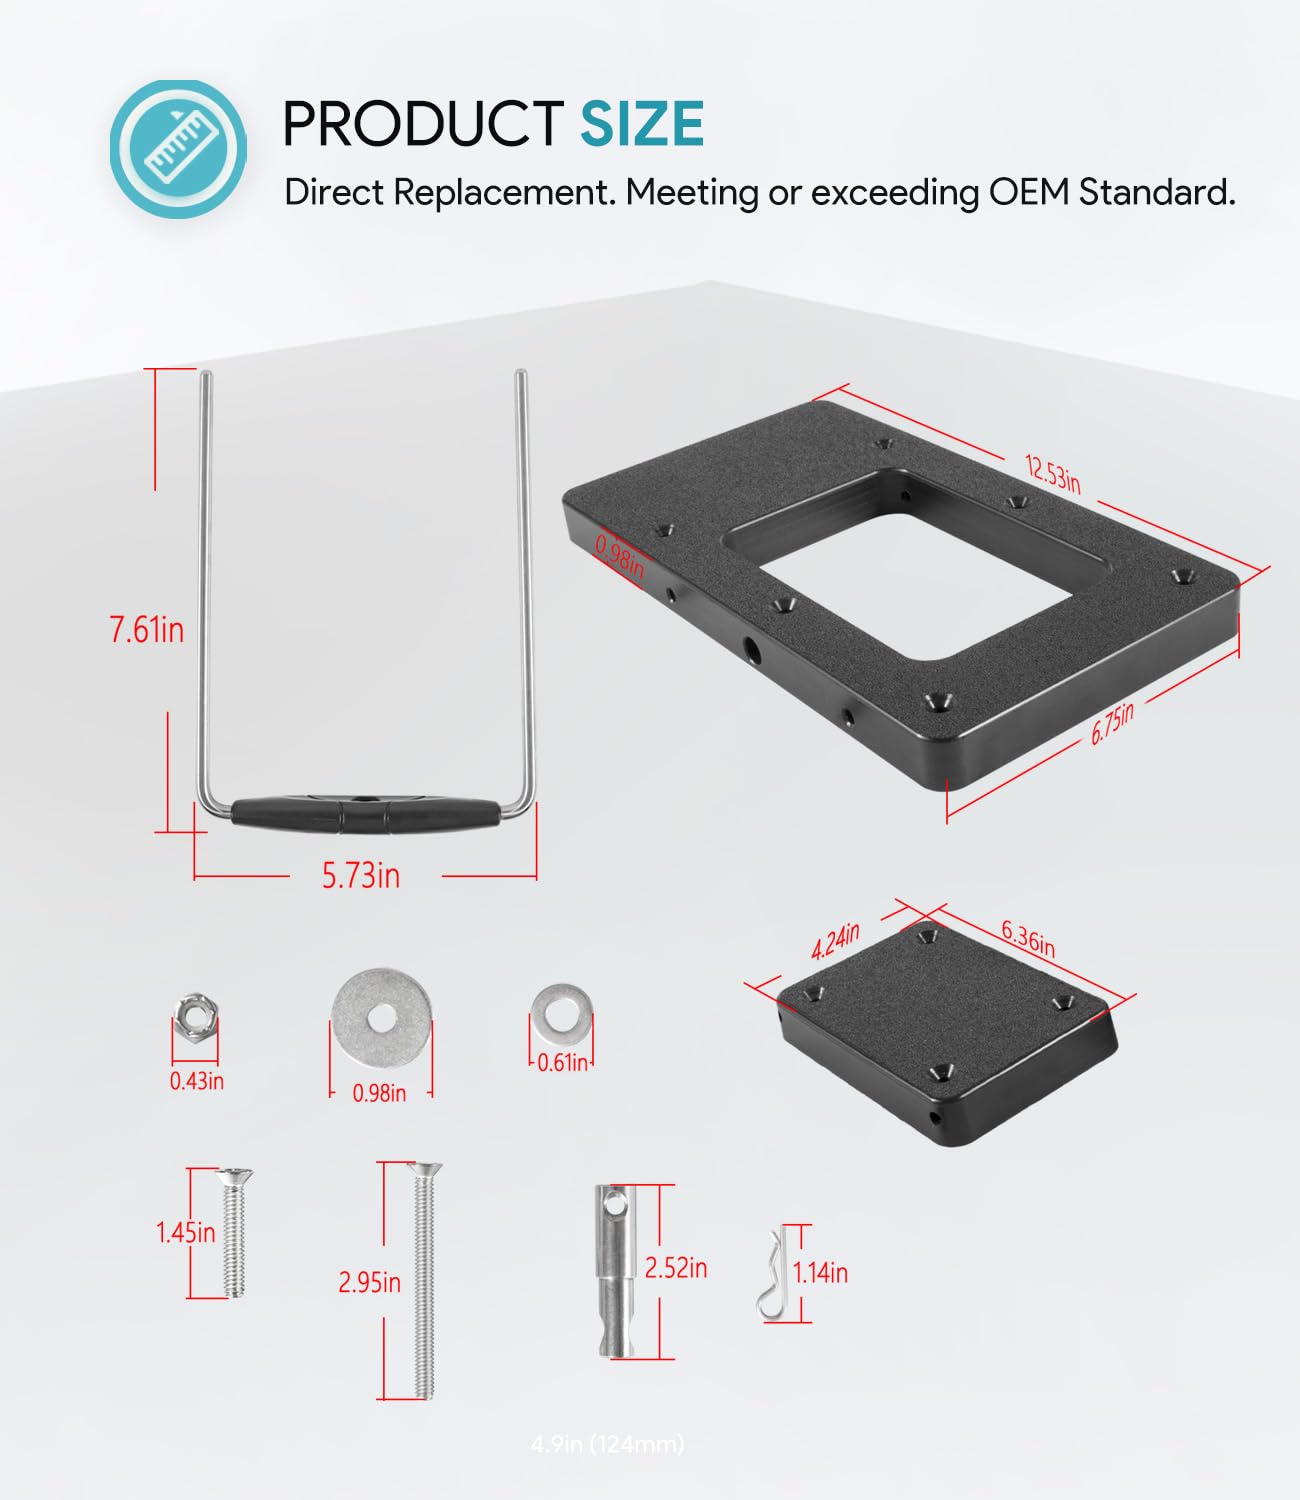 PRODUCT SIZE
Direct Replacement. Meeting or exceeding OEM Standard.
12.53in
0.98in
7.61in
6.75in
5.73in
4.24in
6.36in
0.43in
0.98in
0.61in
1.45in
2.95in
2.52in
1.14in
4.9in (124mm)